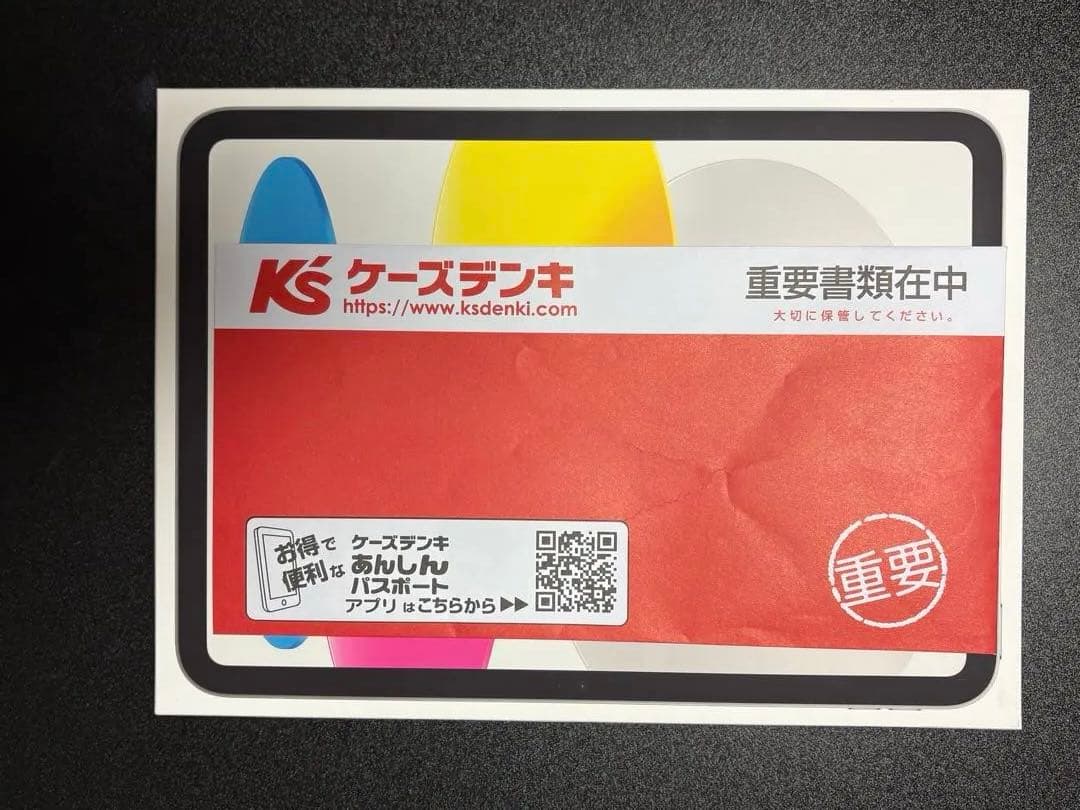 K's ケーズデンキ
https://www.ksdenki.com
重要書類在中
大切に保管してください。
お得で
便利な
ケーズデンキ
あんしん
パスポート
アプリはこちらから▶▶
重要